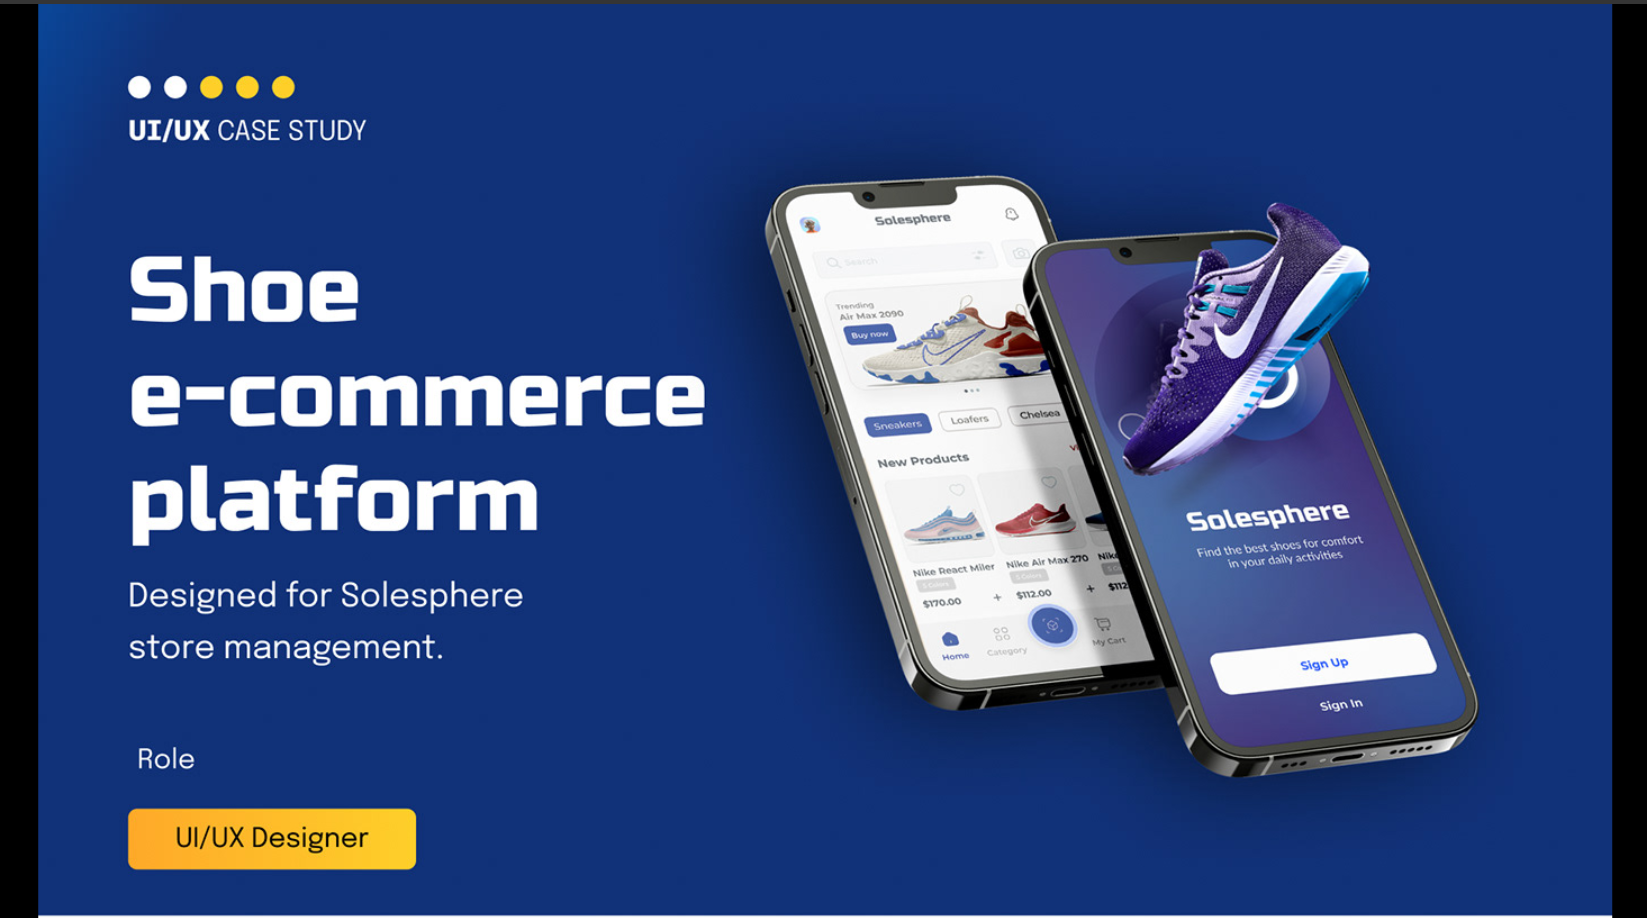 UI/UX CASE STUDY
Shoe
e-commerce
platform
Designed for Solesphere
store management.
Role
UI/UX Designer
Solesphere
Search
Trending
Air Max 2090
Buy now
Sneakers
Loafers
Chelsea
New Products
Nike React Miler
Nike Air Max 270
$170.00
+
$112.00
+
$112
Home
Category
My Cart
Solesphere
Find the best shoes for comfort
in your daily activities
Sign Up
Sign In